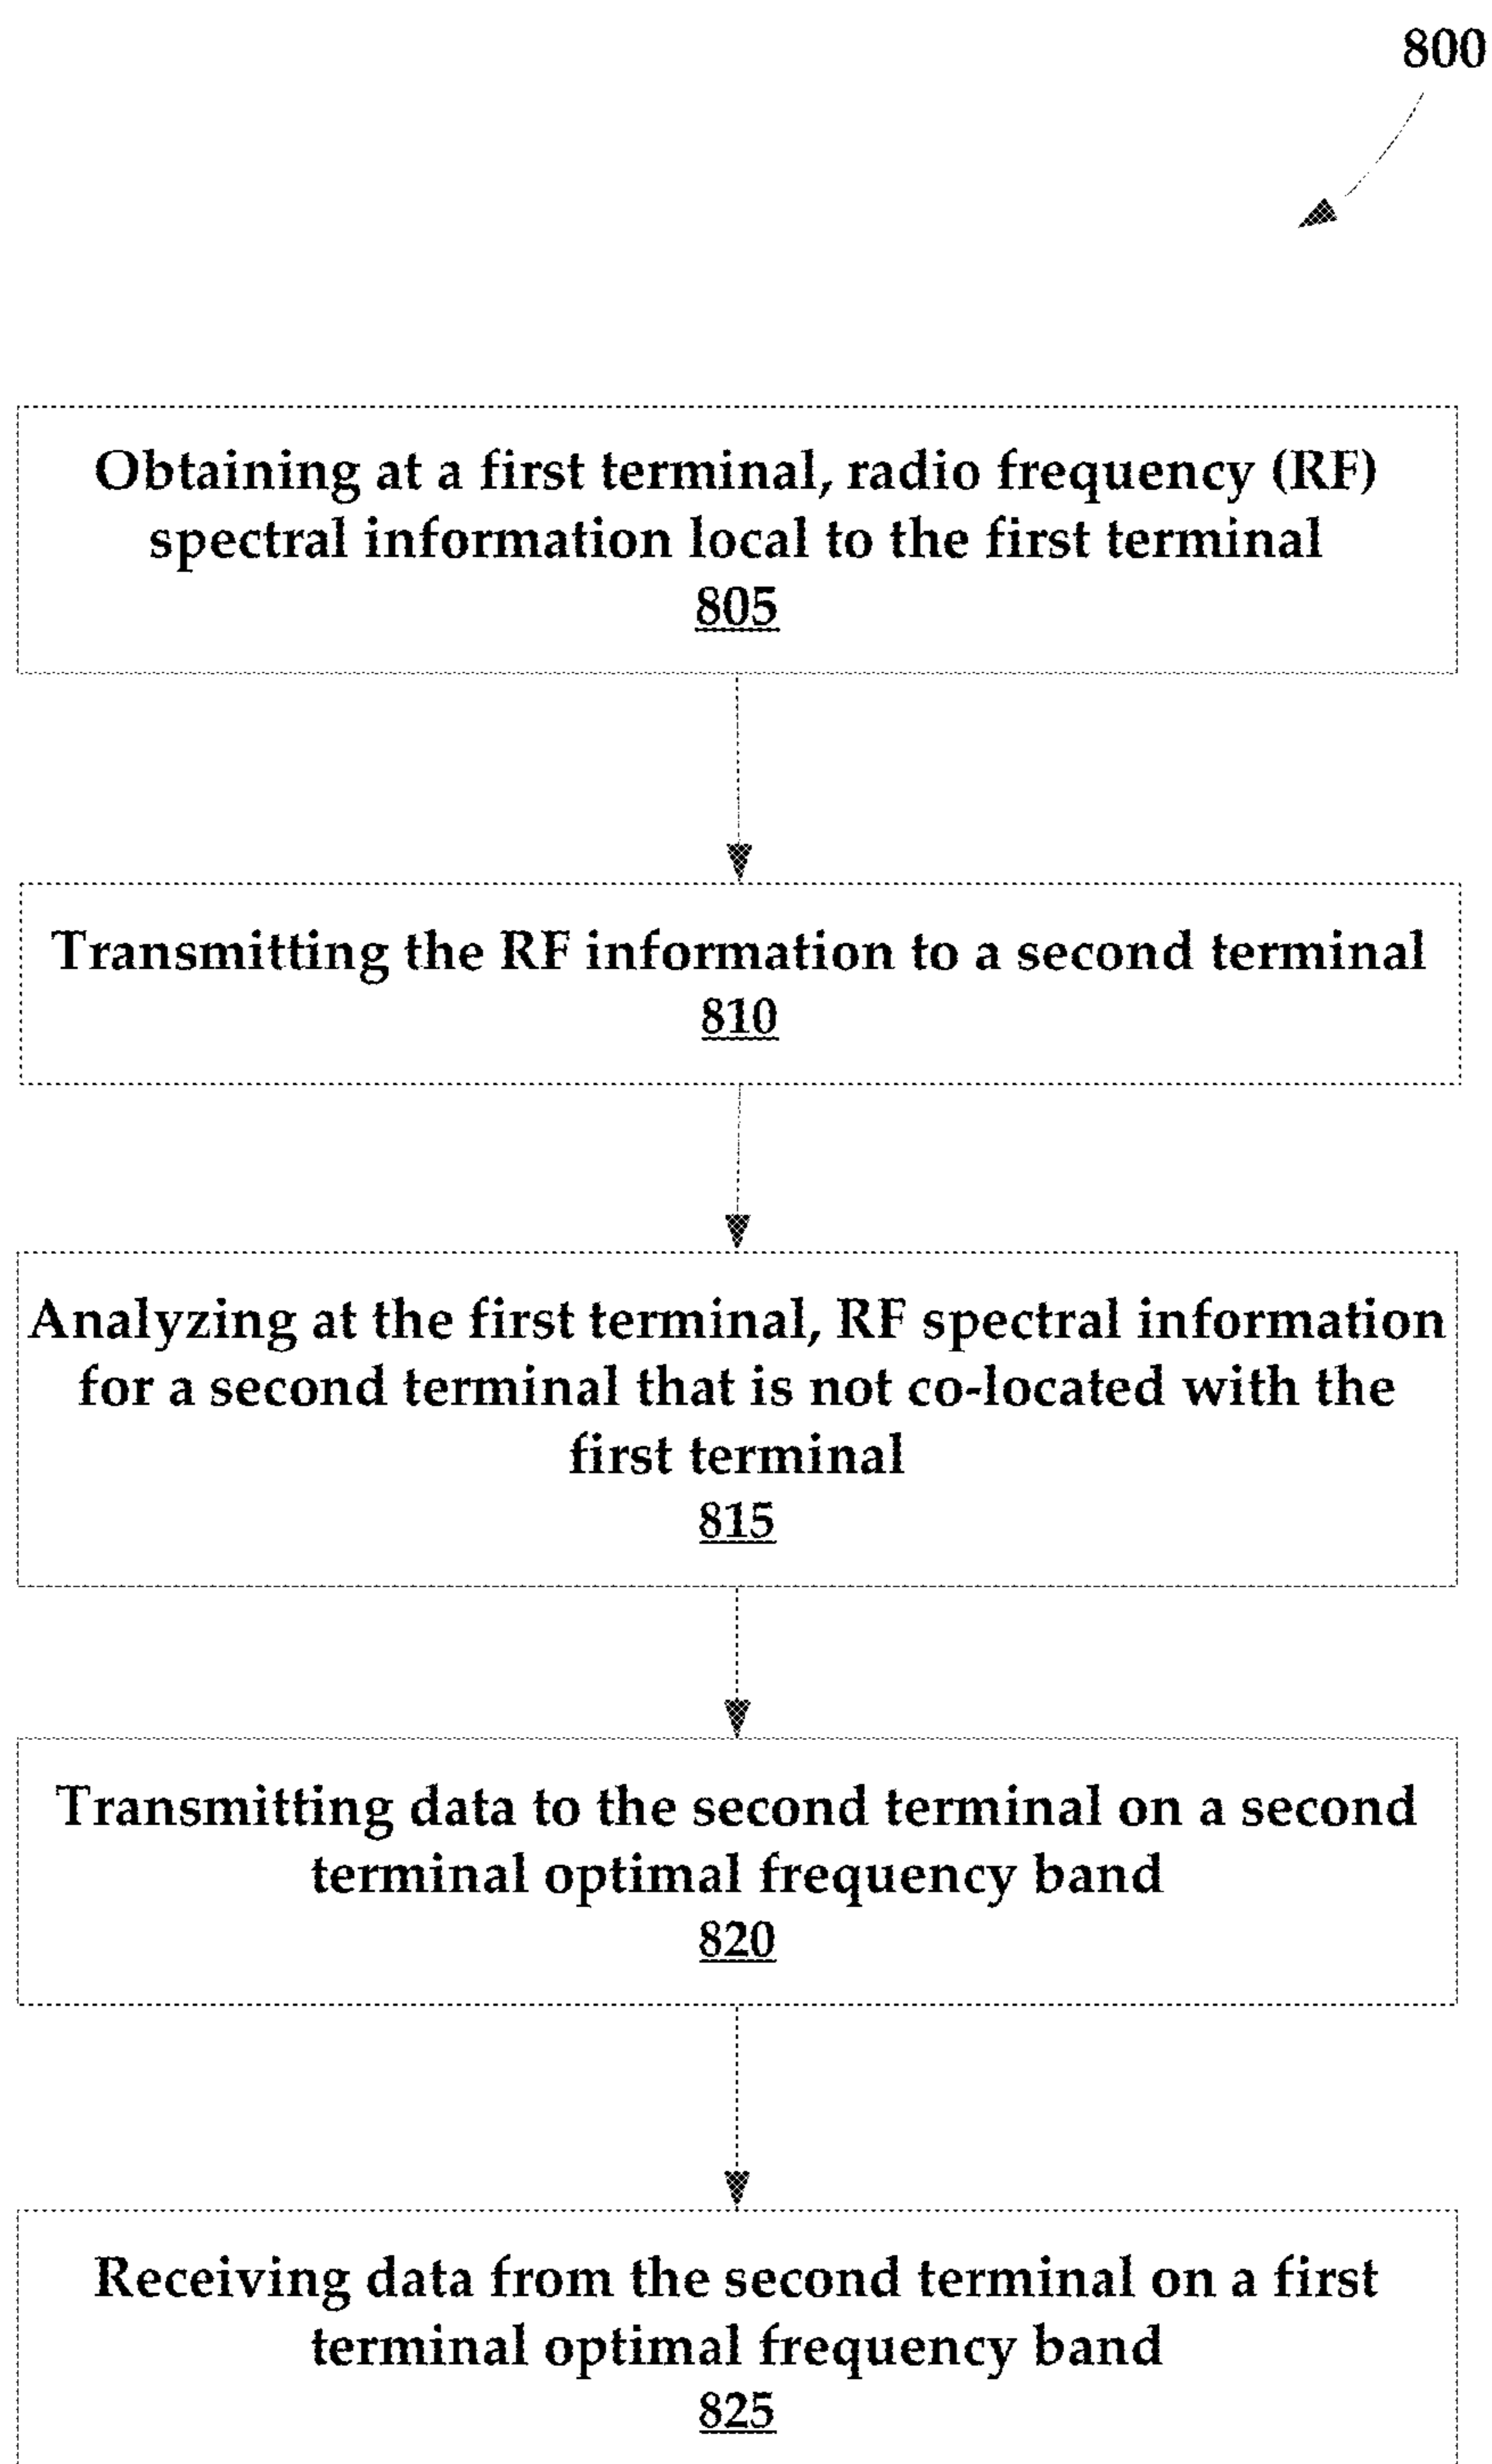 800
Obtaining at a first terminal, radio frequency (RF)
spectral information local to the first terminal
805
Transmitting the RF information to a second terminal
810
Analyzing at the first terminal, RF spectral information
for a second terminal that is not co-located with the
first terminal
815
Transmitting data to the second terminal on a second
terminal optimal frequency band
820
Receiving data from the second terminal on a first
terminal optimal frequency band
825